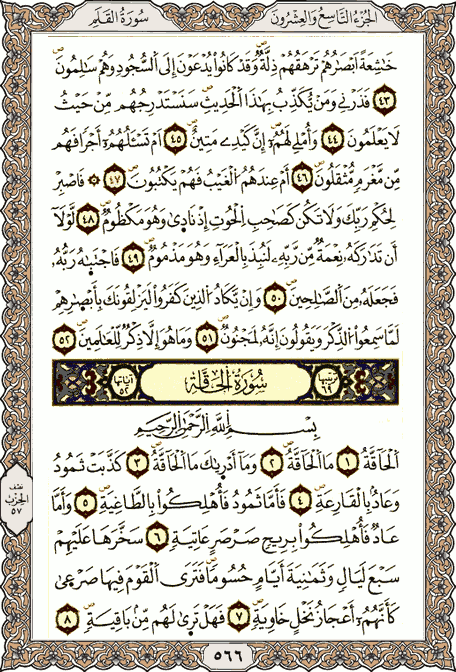 الجزء التاسع والعشرون
سورة القلم
خَٰشِعَةً أَبْصَٰرُهُمْ تَرْهَقُهُمْ ذِلَّةٌ وَقَدْ كَانُوا۟ يُدْعَوْنَ إِلَى ٱلسُّجُودِ وَهُمْ سَٰلِمُونَ
﴿٤٣﴾ فَذَرْنِى وَمَن يُكَذِّبُ بِهَٰذَا ٱلْحَدِيثِ سَنَسْتَدْرِجُهُم مِّنْ حَيْثُ
لَا يَعْلَمُونَ ﴿٤٤﴾ وَأُمْلِى لَهُمْ إِنَّ كَيْدِى مَتِينٌ ﴿٤٥﴾ أَمْ تَسْـَٔلُهُمْ أَجْرًا فَهُم
مِّن مَّغْرَمٍ مُّثْقَلُونَ ﴿٤٦﴾ أَمْ عِندَهُمُ ٱلْغَيْبُ فَهُمْ يَكْتُبُونَ ﴿٤٧﴾ ۞ فَٱصْبِرْ
لِحُكْمِ رَبِّكَ وَلَا تَكُن كَصَاحِبِ ٱلْحُوتِ إِذْ نَادَىٰ وَهُوَ مَكْظُومٌ ﴿٤٨﴾ لَّوْلَا
أَن تَدَٰرَكَهُۥ نِعْمَةٌ مِّن رَّبِّهِۦ لَنُبِذَ بِٱلْعَرَآءِ وَهُوَ مَذْمُومٌ ﴿٤٩﴾ فَٱجْتَبَٰهُ رَبُّهُۥ
فَجَعَلَهُۥ مِنَ ٱلصَّٰلِحِينَ ﴿٥٠﴾ وَإِن يَكَادُ ٱلَّذِينَ كَفَرُوا۟ لَيُزْلِقُونَكَ بِأَبْصَٰرِهِمْ
لَمَّا سَمِعُوا۟ ٱلذِّكْرَ وَيَقُولُونَ إِنَّهُۥ لَمَجْنُونٌ ﴿٥١﴾ وَمَا هُوَ إِلَّا ذِكْرٌ لِّلْعَٰلَمِينَ ﴿٥٢﴾
ترتيبها ٦٩
سُورَةُ الحَاقَّةِ
آياتها ٥٢
بِسْمِ ٱللَّهِ ٱلرَّحْمَٰنِ ٱلرَّحِيمِ
ٱلْحَآقَّةُ ﴿١﴾ مَا ٱلْحَآقَّةُ ﴿٢﴾ وَمَآ أَدْرَىٰكَ مَا ٱلْحَآقَّةُ ﴿٣﴾ كَذَّبَتْ ثَمُودُ
وَعَادٌۢ بِٱلْقَارِعَةِ ﴿٤﴾ فَأَمَّا ثَمُودُ فَأُهْلِكُوا۟ بِٱلطَّاغِيَةِ ﴿٥﴾ وَأَمَّا
عَادٌ فَأُهْلِكُوا۟ بِرِيحٍ صَرْصَرٍ عَاتِيَةٍ ﴿٦﴾ سَخَّرَهَا عَلَيْهِمْ
سَبْعَ لَيَالٍ وَثَمَٰنِيَةَ أَيَّامٍ حُسُومًا فَتَرَى ٱلْقَوْمَ فِيهَا صَرْعَىٰ
كَأَنَّهُمْ أَعْجَازُ نَخْلٍ خَاوِيَةٍ ﴿٧﴾ فَهَلْ تَرَىٰ لَهُم مِّنۢ بَاقِيَةٍ ﴿٨﴾
نصف
الحزب
٥٧
٥٦٦